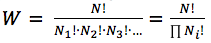 W = N! / (N₁!·N₂!·N₃!·...) = N! / ∏ Nᵢ!